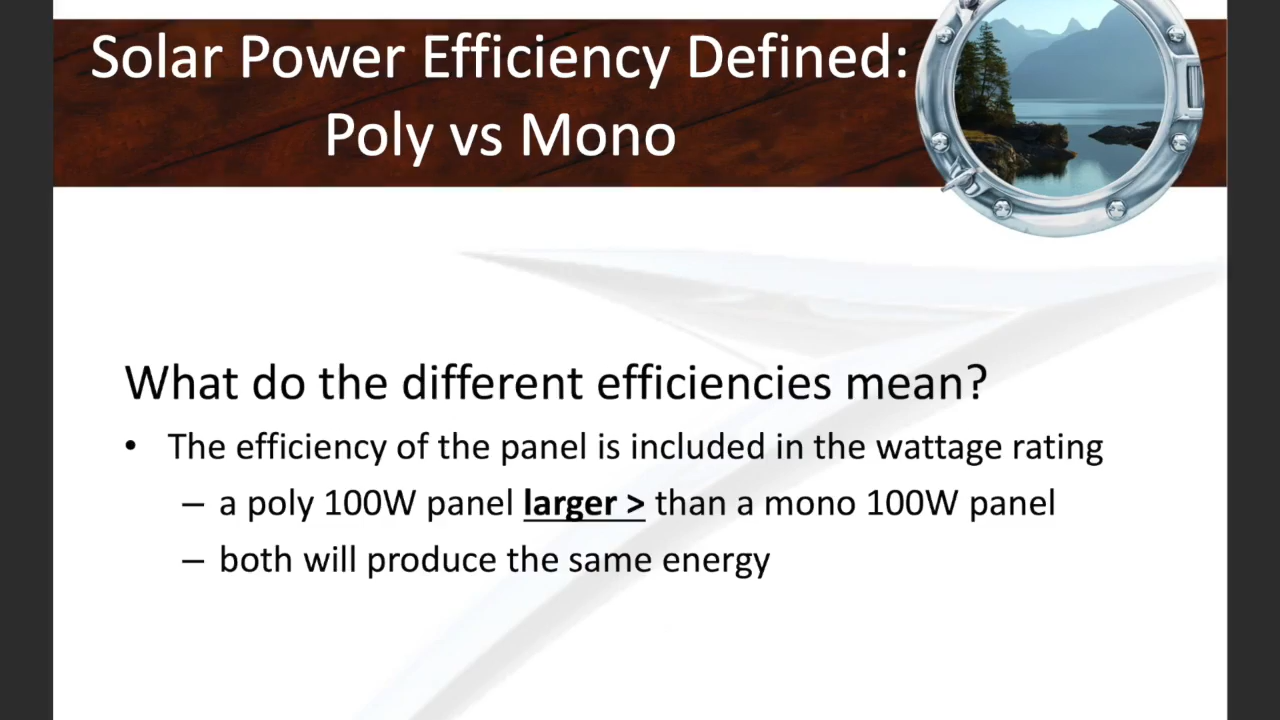 Solar Power Efficiency Defined:
Poly vs Mono
What do the different efficiencies mean?
• The efficiency of the panel is included in the wattage rating
– a poly 100W panel larger > than a mono 100W panel
– both will produce the same energy